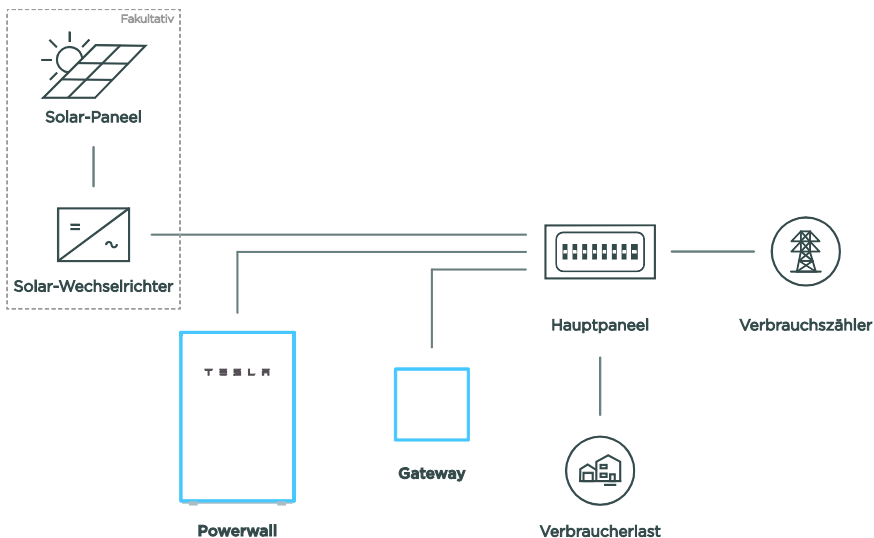 Fakultativ
Solar-Paneel
Solar-Wechselrichter
Hauptpaneel
Verbrauchszähler
TESLA
Gateway
Powerwall
Verbraucherlast